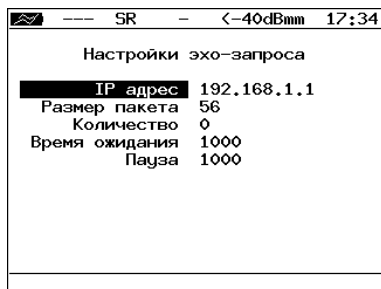 --- SR - <-40dBmm 17:34
Настройки эхо-запроса
IP адрес 192.168.1.1
Размер пакета 56
Количество 0
Время ожидания 1000
Пауза 1000